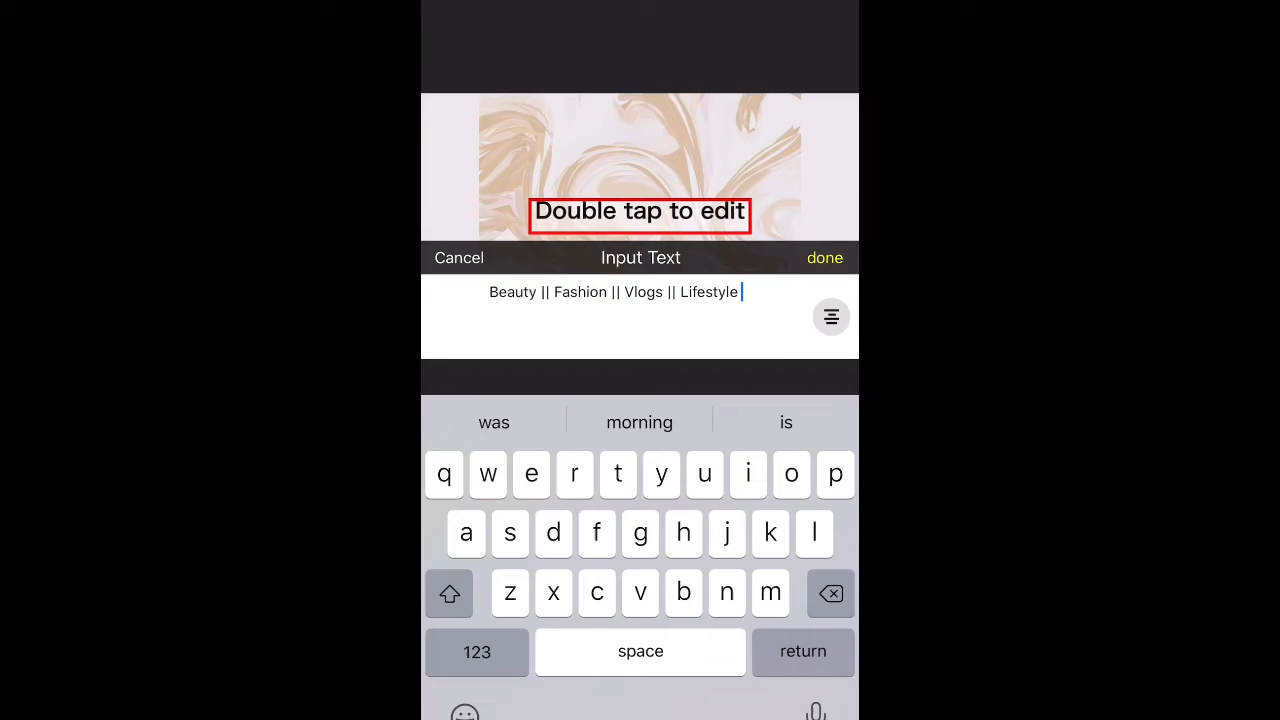 Double tap to edit
Cancel Input Text done
Beauty || Fashion || Vlogs || Lifestyle
was morning is
q w e r t y u i o p
a s d f g h j k l
z x c v b n m
123 space return